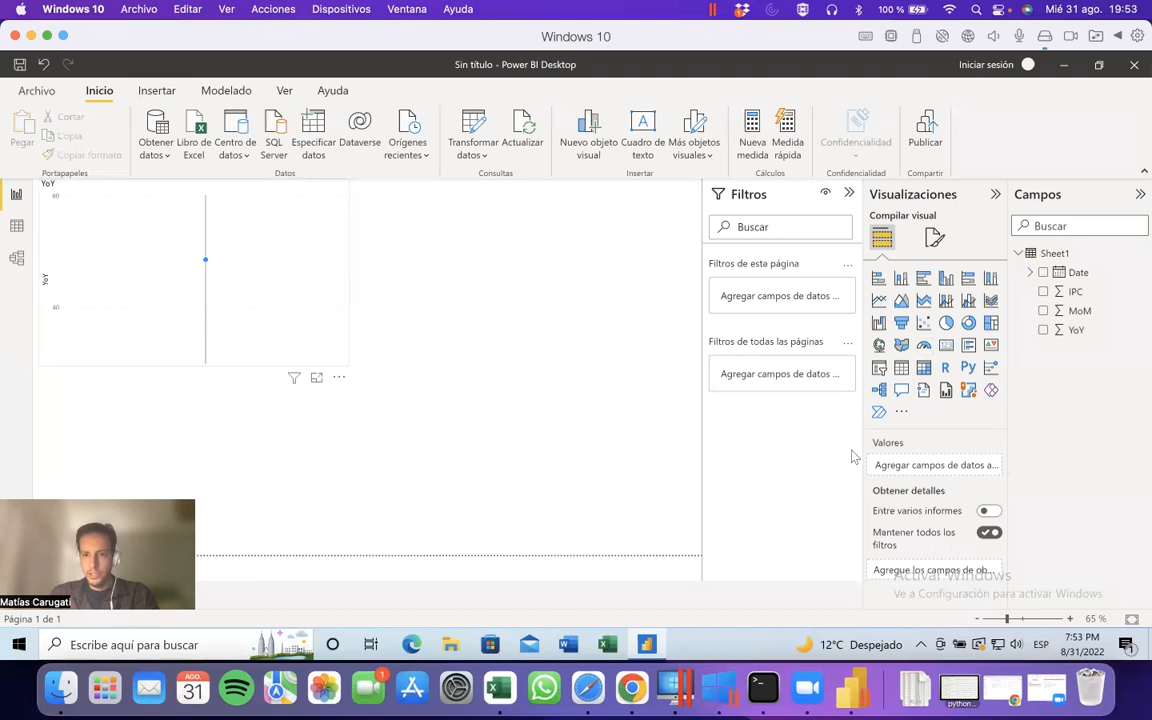 Windows 10 Archivo Editar Ver Acciones Dispositivos Ventana Ayuda 100 % Mié 31 ago. 19:53
Windows 10
Sin título - Power BI Desktop Iniciar sesión
Archivo Inicio Insertar Modelado Ver Ayuda
Pegar
Cortar
Copia
Copiar formato
Portapapeles
Obtener datos
Libro de Excel
Centro de datos
SQL Server
Especificar datos
Dataverse
Orígenes recientes
Datos
Transformar datos
Actualizar
Consultas
Nuevo objeto visual
Cuadro de texto
Más objetos visuales
Insertar
Nueva medida
Medida rápida
Cálculos
Confidencialidad
Confidencialidad
Publicar
Compartir
YoY
60
YoY
40
Filtros
Buscar
Filtros de esta página ...
Agregar campos de datos ...
Filtros de todas las páginas ...
Agregar campos de datos ...
Visualizaciones
Compilar visual
R Py
Valores
Agregar campos de datos a...
Obtener detalles
Entre varios informes
Mantener todos los
filtros
Agregue los campos de ob...
Campos
Buscar
Sheet1
Date
IPC
MoM
YoY
Activar Windows
Ve a Configuración para activar Windows.
Matías Carugati
Página 1 de 1
- + 65 %
Escribe aquí para buscar
12°C Despejado
ESP
7:53 PM
8/31/2022
1
AGO.
31
1
python...